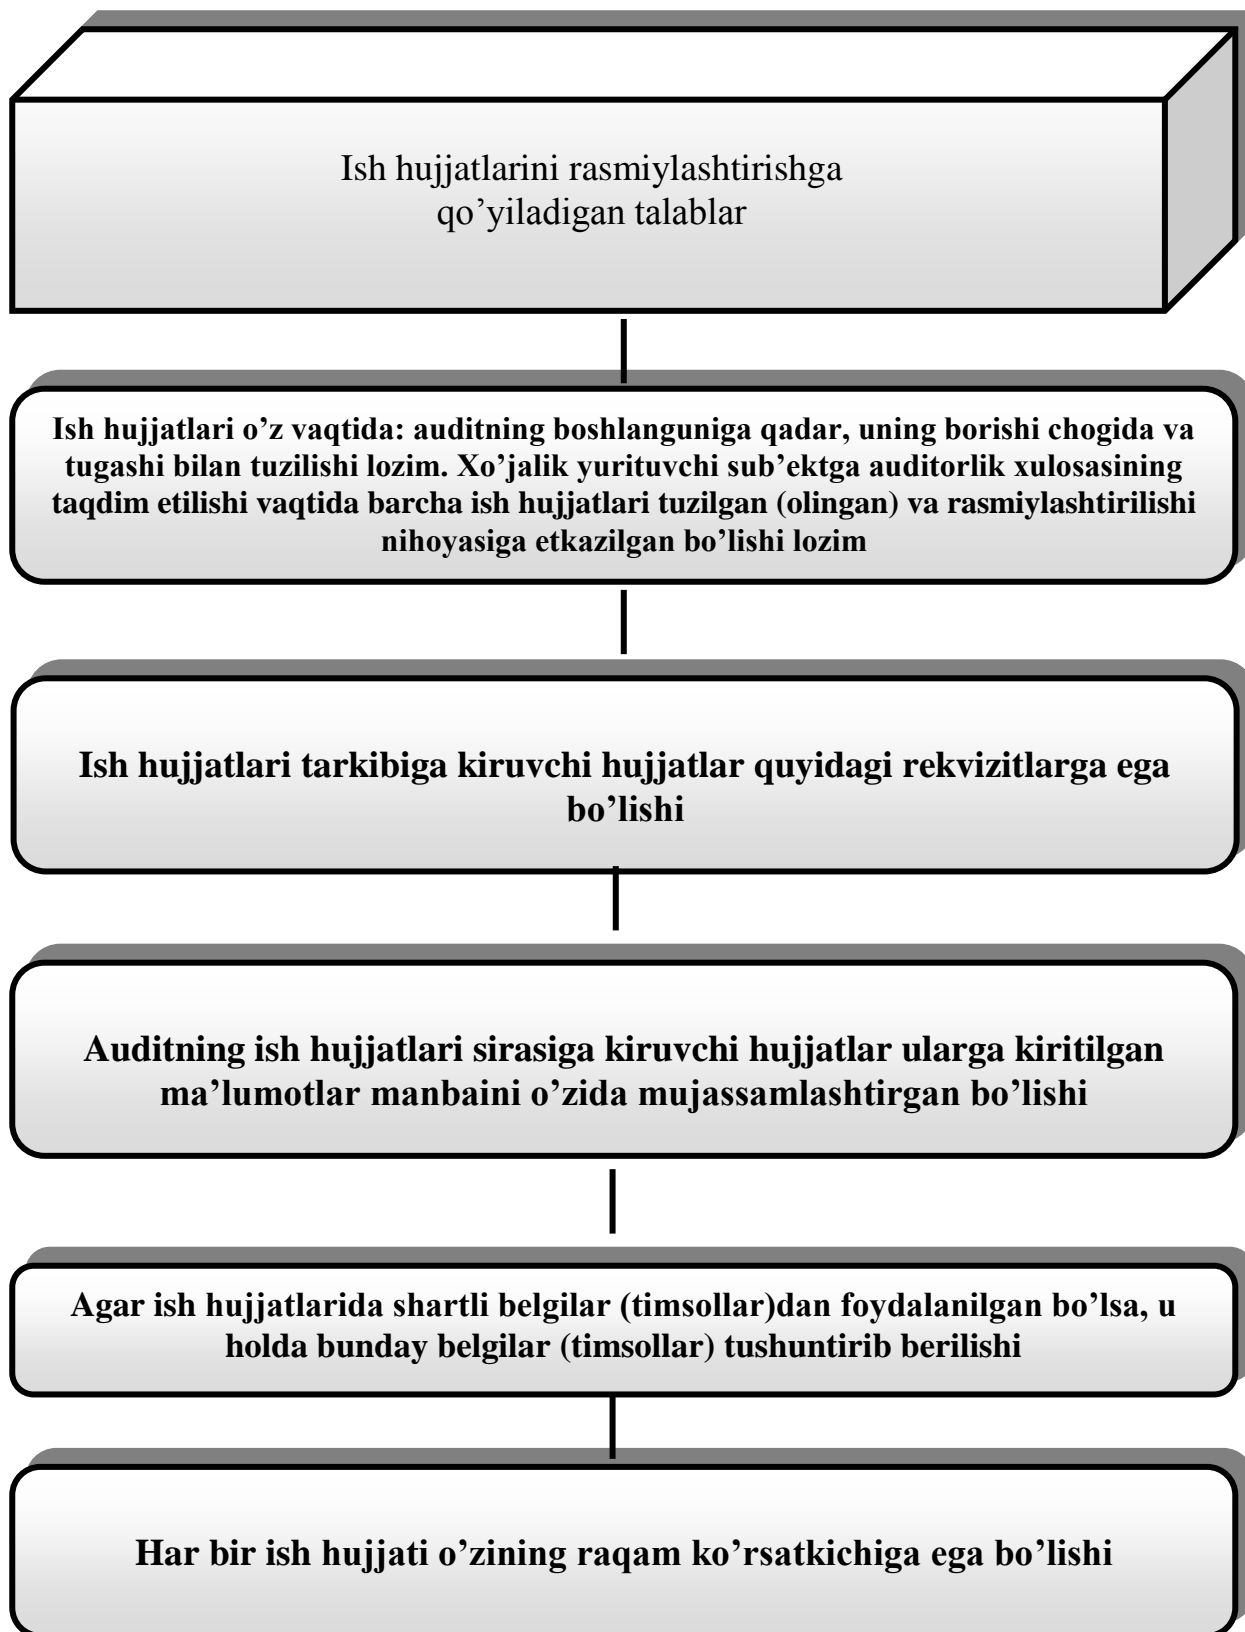 Ish hujjatlarini rasmiylashtirishga
qo’yiladigan talablar
Ish hujjatlari o’z vaqtida: auditning boshlanguniga qadar, uning borishi chogida va
tugashi bilan tuzilishi lozim. Xo’jalik yurituvchi sub’ektga auditorlik xulosasining
taqdim etilishi vaqtida barcha ish hujjatlari tuzilgan (olingan) va rasmiylashtirilishi
nihoyasiga etkazilgan bo’lishi lozim
Ish hujjatlari tarkibiga kiruvchi hujjatlar quyidagi rekvizitlarga ega
bo’lishi
Auditning ish hujjatlari sirasiga kiruvchi hujjatlar ularga kiritilgan
ma’lumotlar manbaini o’zida mujassamlashtirgan bo’lishi
Agar ish hujjatlarida shartli belgilar (timsollar)dan foydalanilgan bo’lsa, u
holda bunday belgilar (timsollar) tushuntirib berilishi
Har bir ish hujjati o’zining raqam ko’rsatkichiga ega bo’lishi